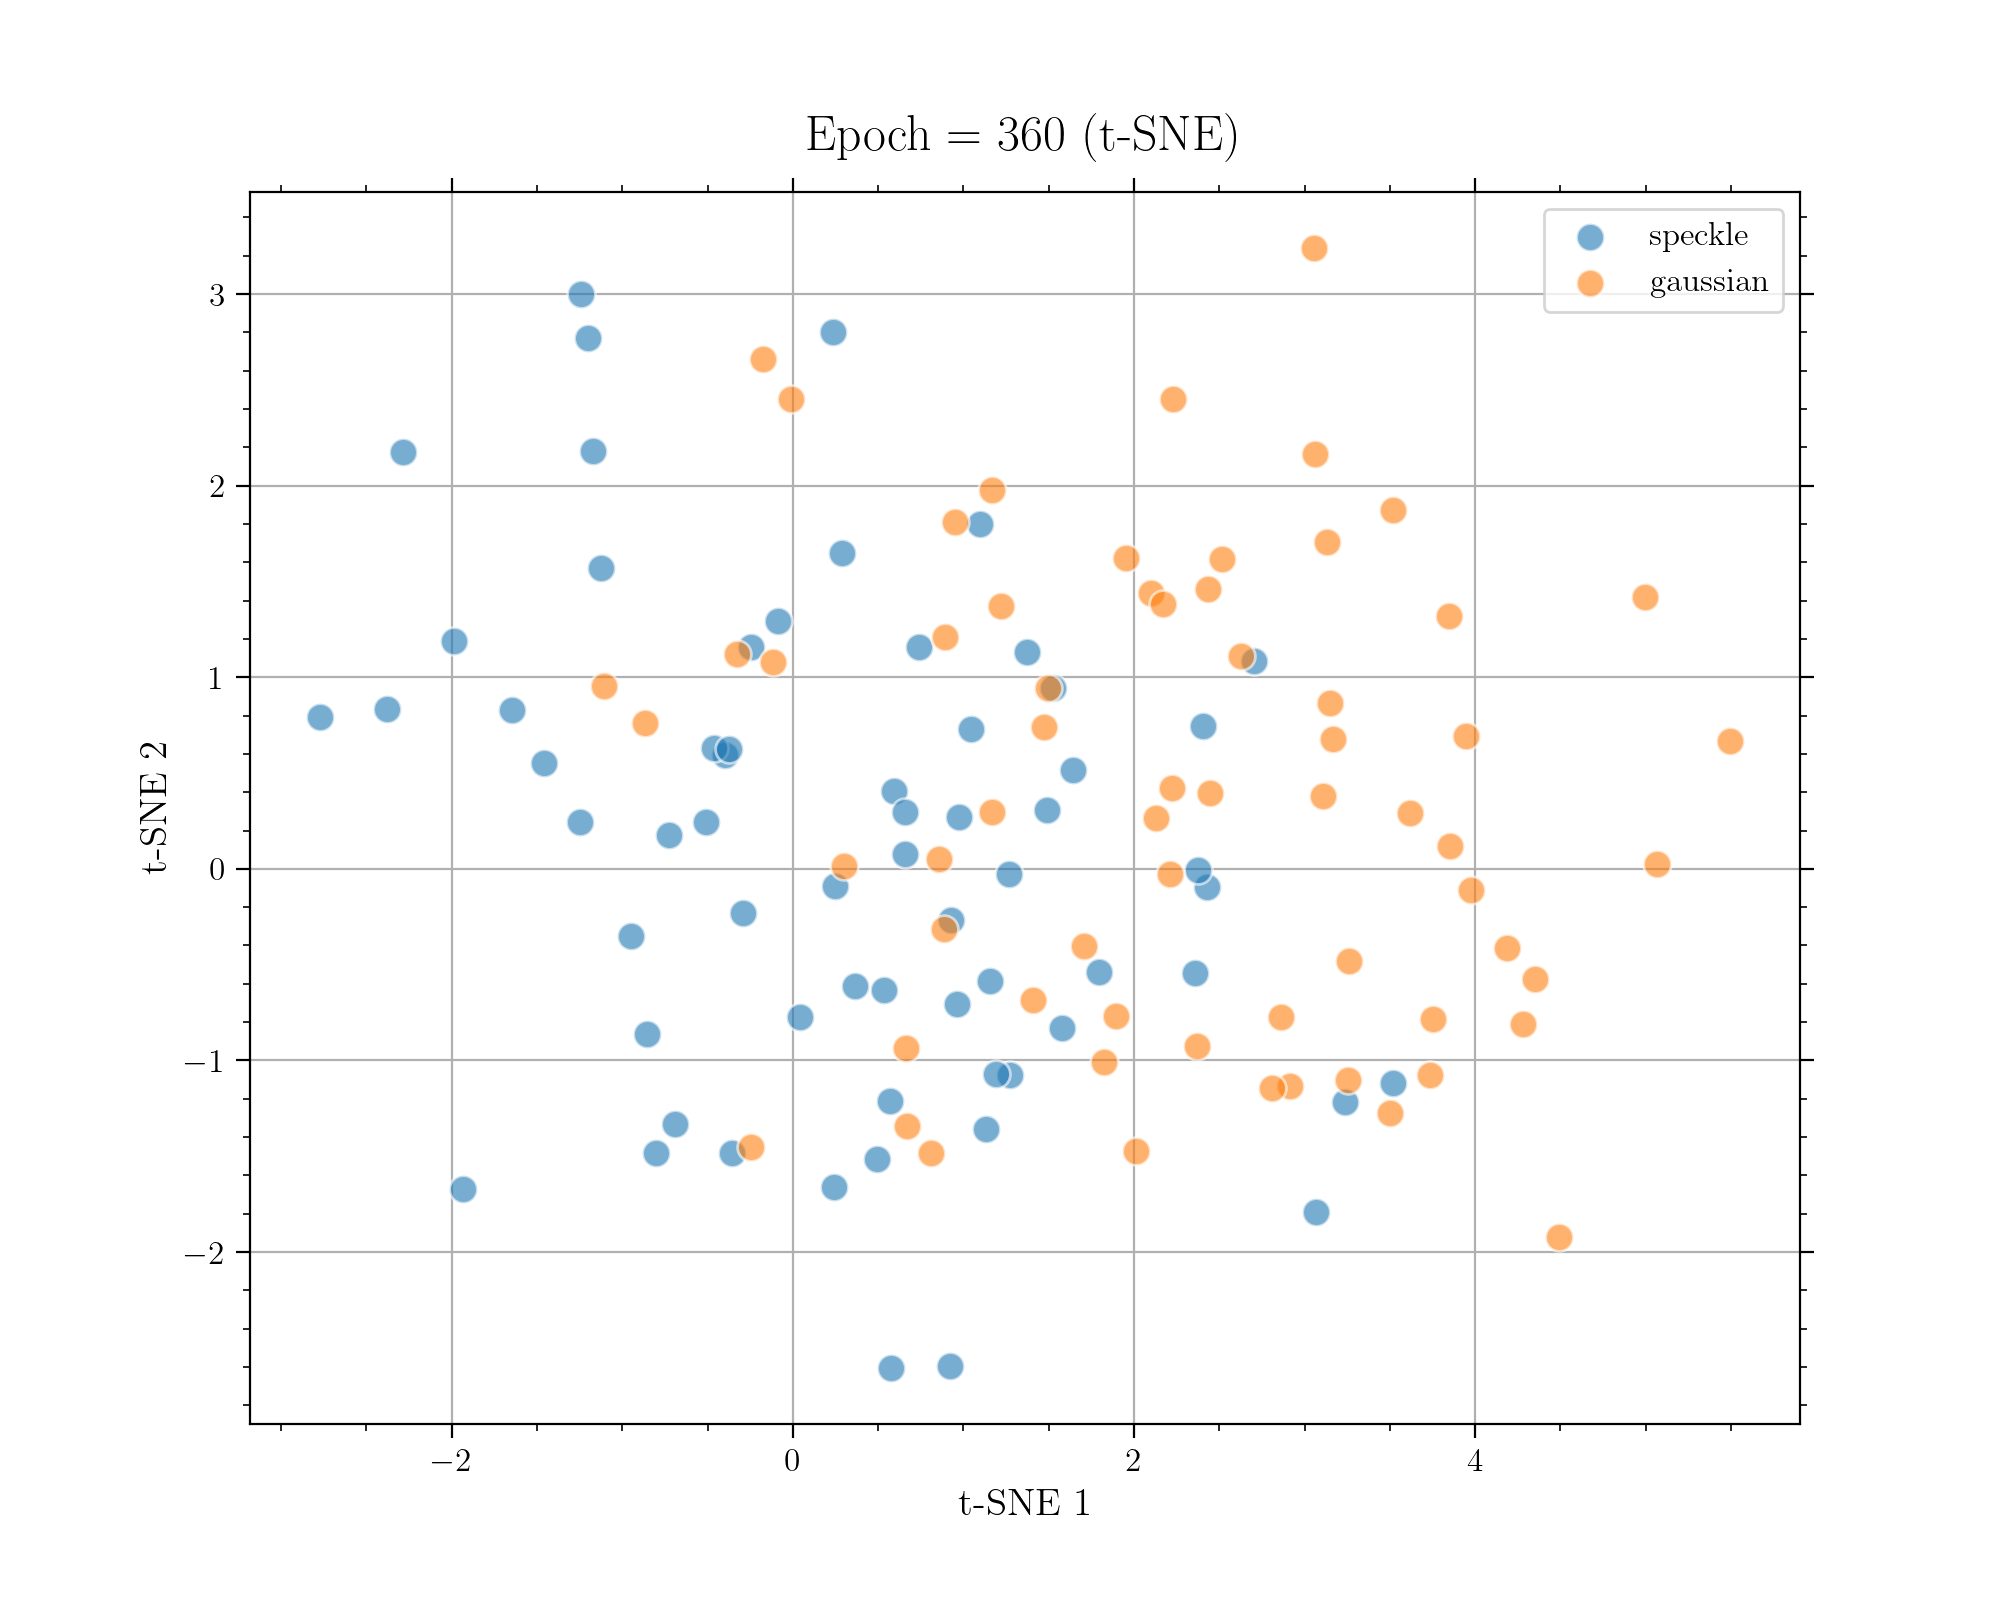 Epoch = 360 (t-SNE)
speckle
gaussian
3
2
1
0
−1
−2
t-SNE 2
−2 0 2 4
t-SNE 1